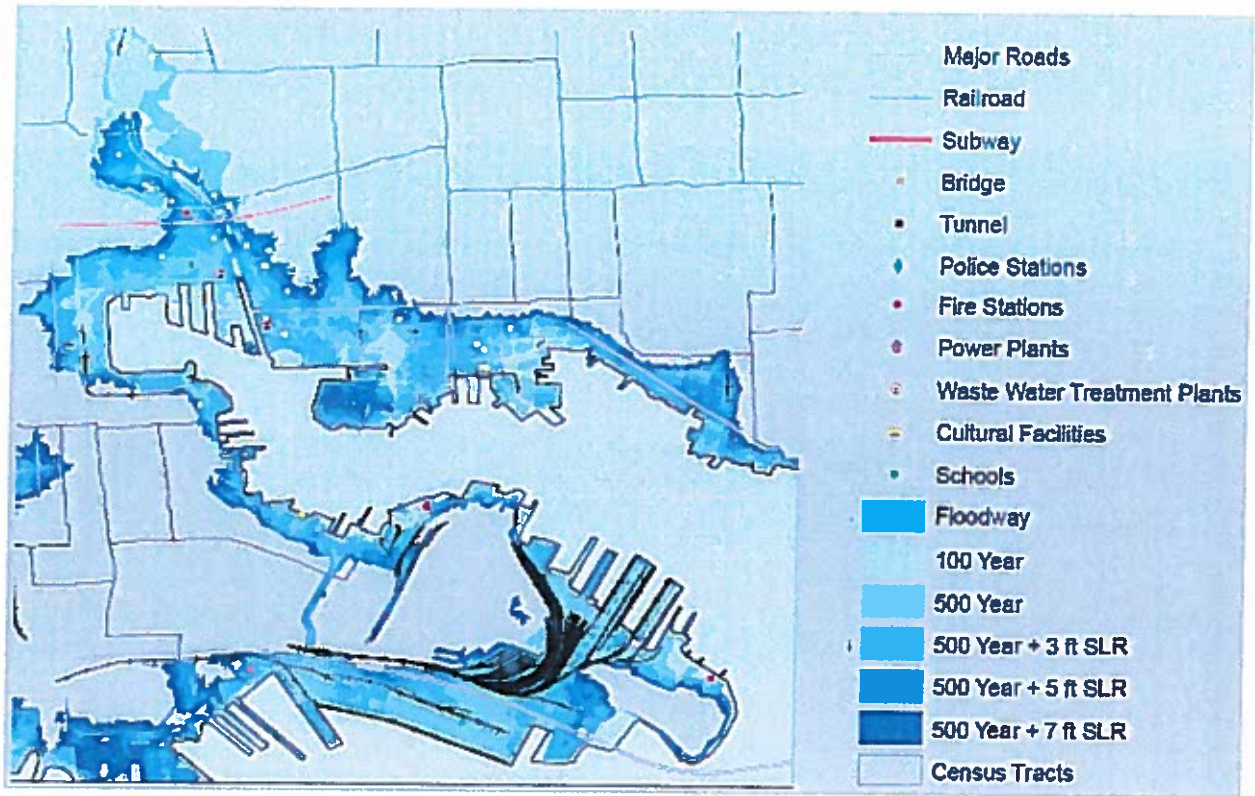 Major Roads
Railroad
Subway
Bridge
Tunnel
Police Stations
Fire Stations
Power Plants
Waste Water Treatment Plants
Cultural Facilities
Schools
Floodway
100 Year
500 Year
500 Year + 3 ft SLR
500 Year + 5 ft SLR
500 Year + 7 ft SLR
Census Tracts